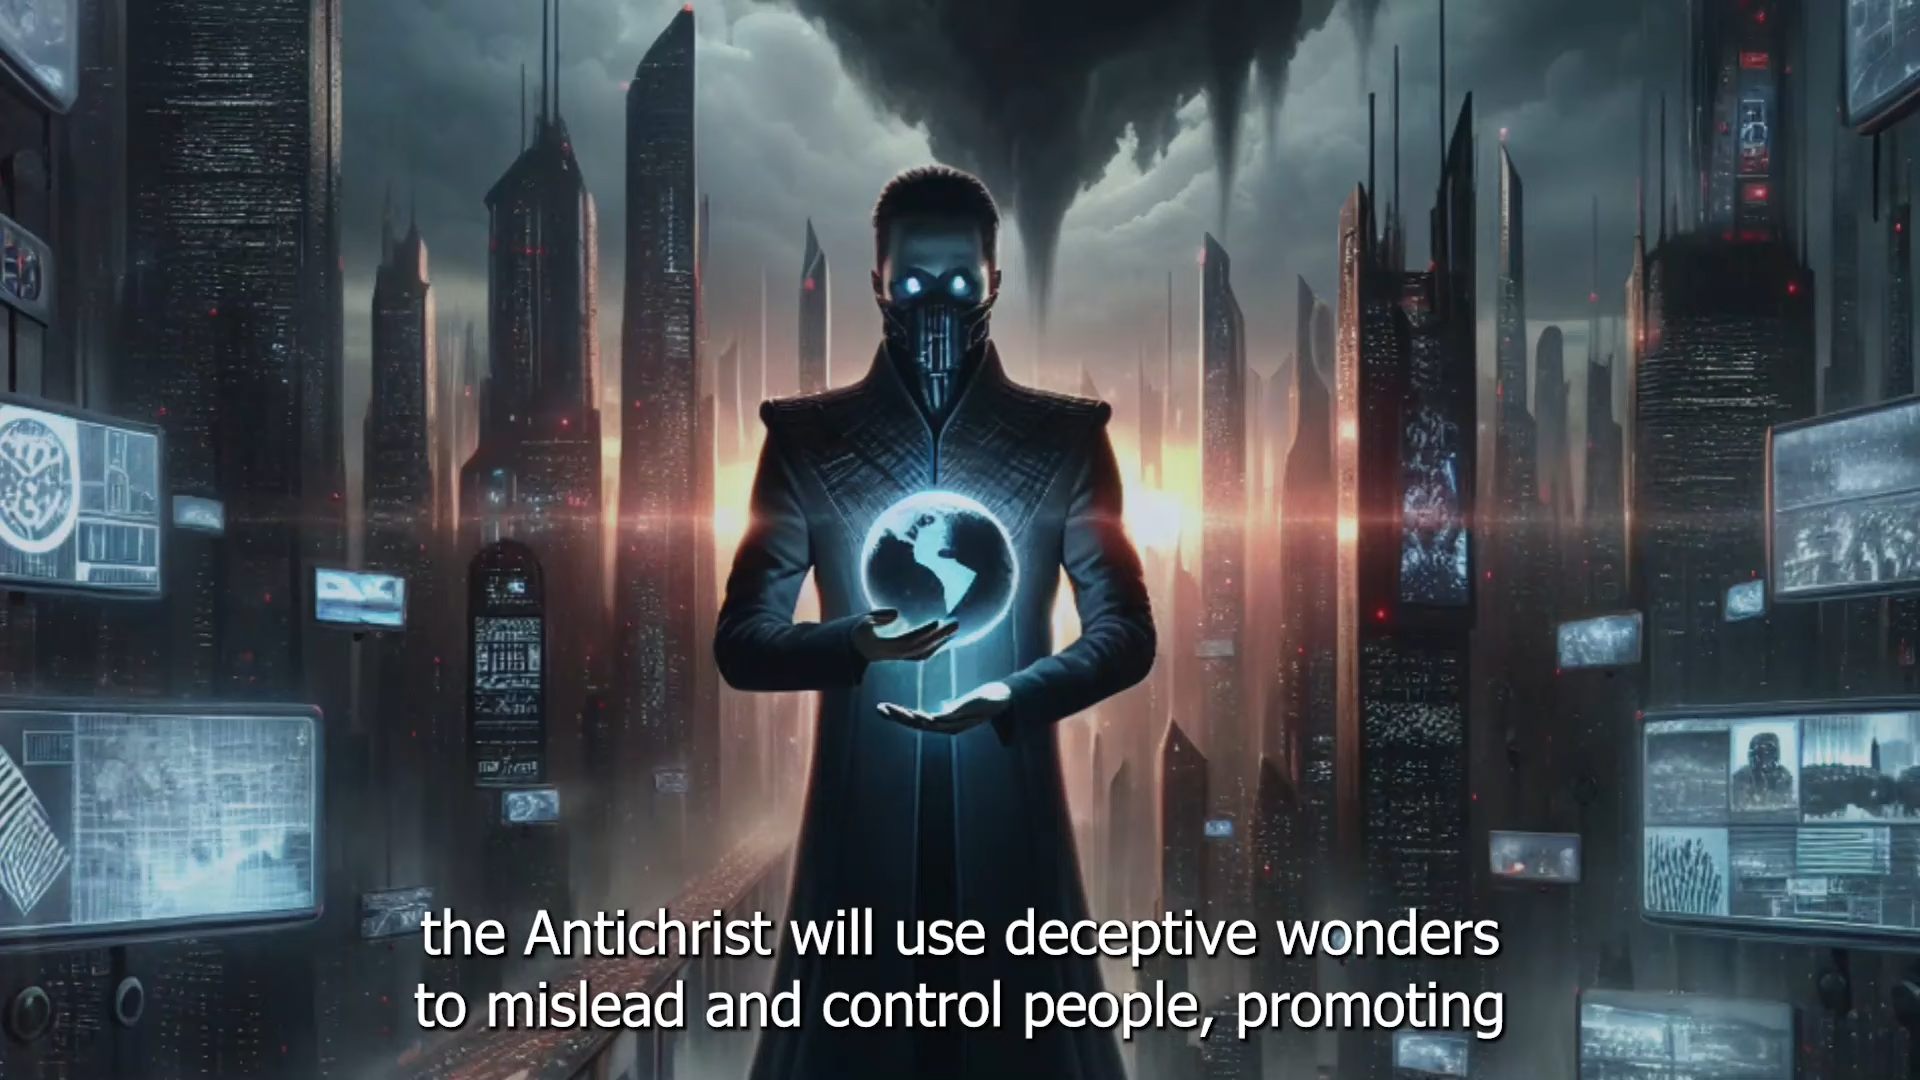 the Antichrist will use deceptive wonders
to mislead and control people, promoting